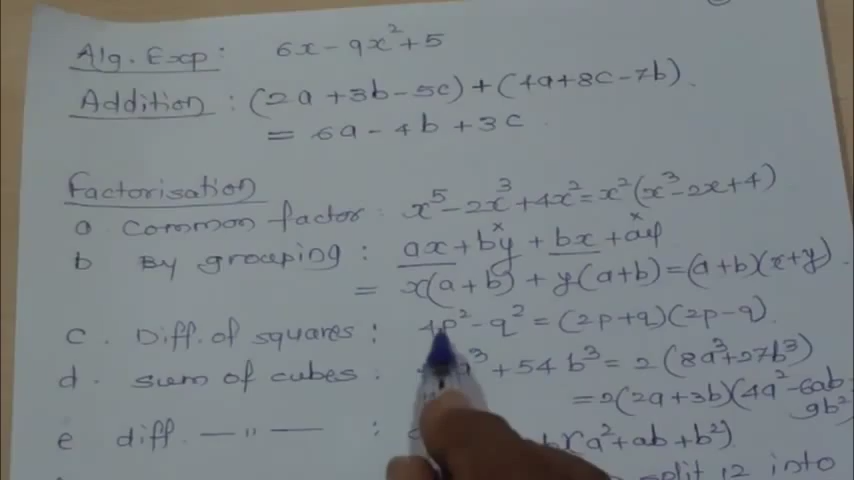 Alg. Exp: 6x - 9x² + 5
Addition : (2a + 3b - 5c) + (4a + 8c - 7b)
= 6a - 4b + 3c
Factorisation
a Common factor : x⁵ - 2x³ + 4x² = x²(x³ - 2x + 4)
b By grouping : ax + by + bx + ay
= x(a + b) + y(a + b) = (a + b)(x + y)
c. Diff. of squares : 4p² - q² = (2p + q)(2p - q)
d. sum of cubes : a³ + 54 b³ = 2 (8a³ + 27b³)
= 2(2a + 3b)(4a² - 6ab
9b²
e diff. — " — : b)(a² + ab + b²)
split 12 into